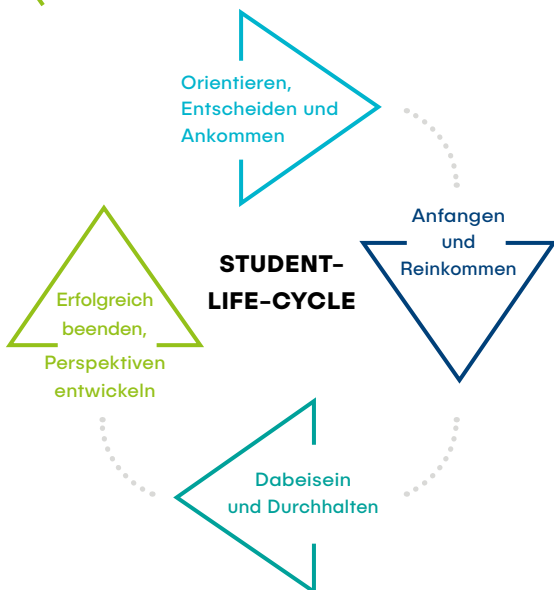 Orientieren,
Entscheiden und
Ankommen
Anfangen
und
Reinkommen
STUDENT-
LIFE-CYCLE
Erfolgreich
beenden,
Perspektiven
entwickeln
Dabeisein
und Durchhalten